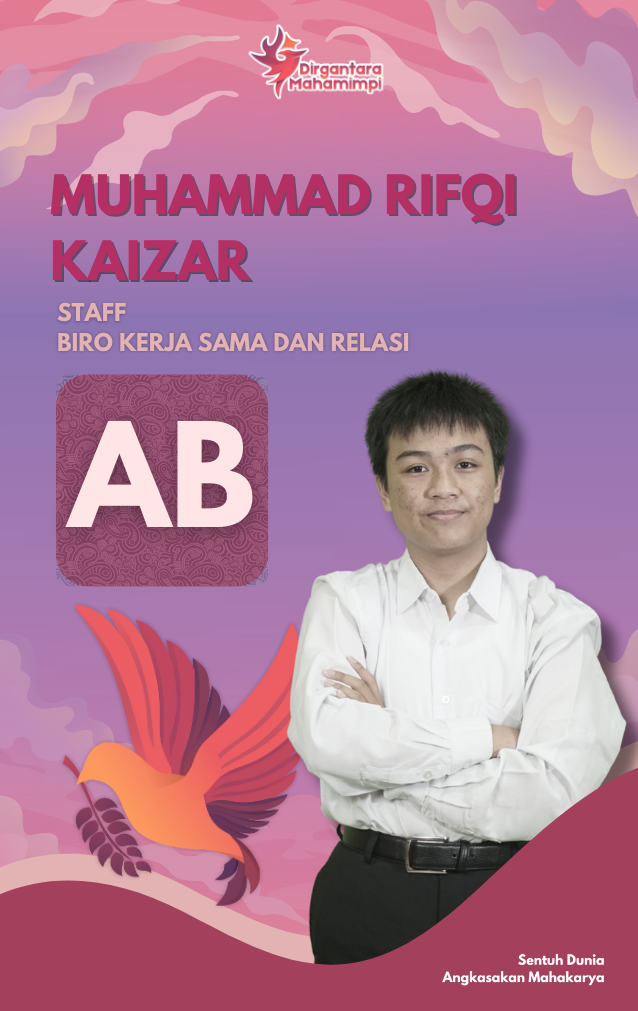 Dirgantara
Mahamimpi
MUHAMMAD RIFQI
KAIZAR
STAFF
BIRO KERJA SAMA DAN RELASI
AB
Sentuh Dunia
Angkasakan Mahakarya